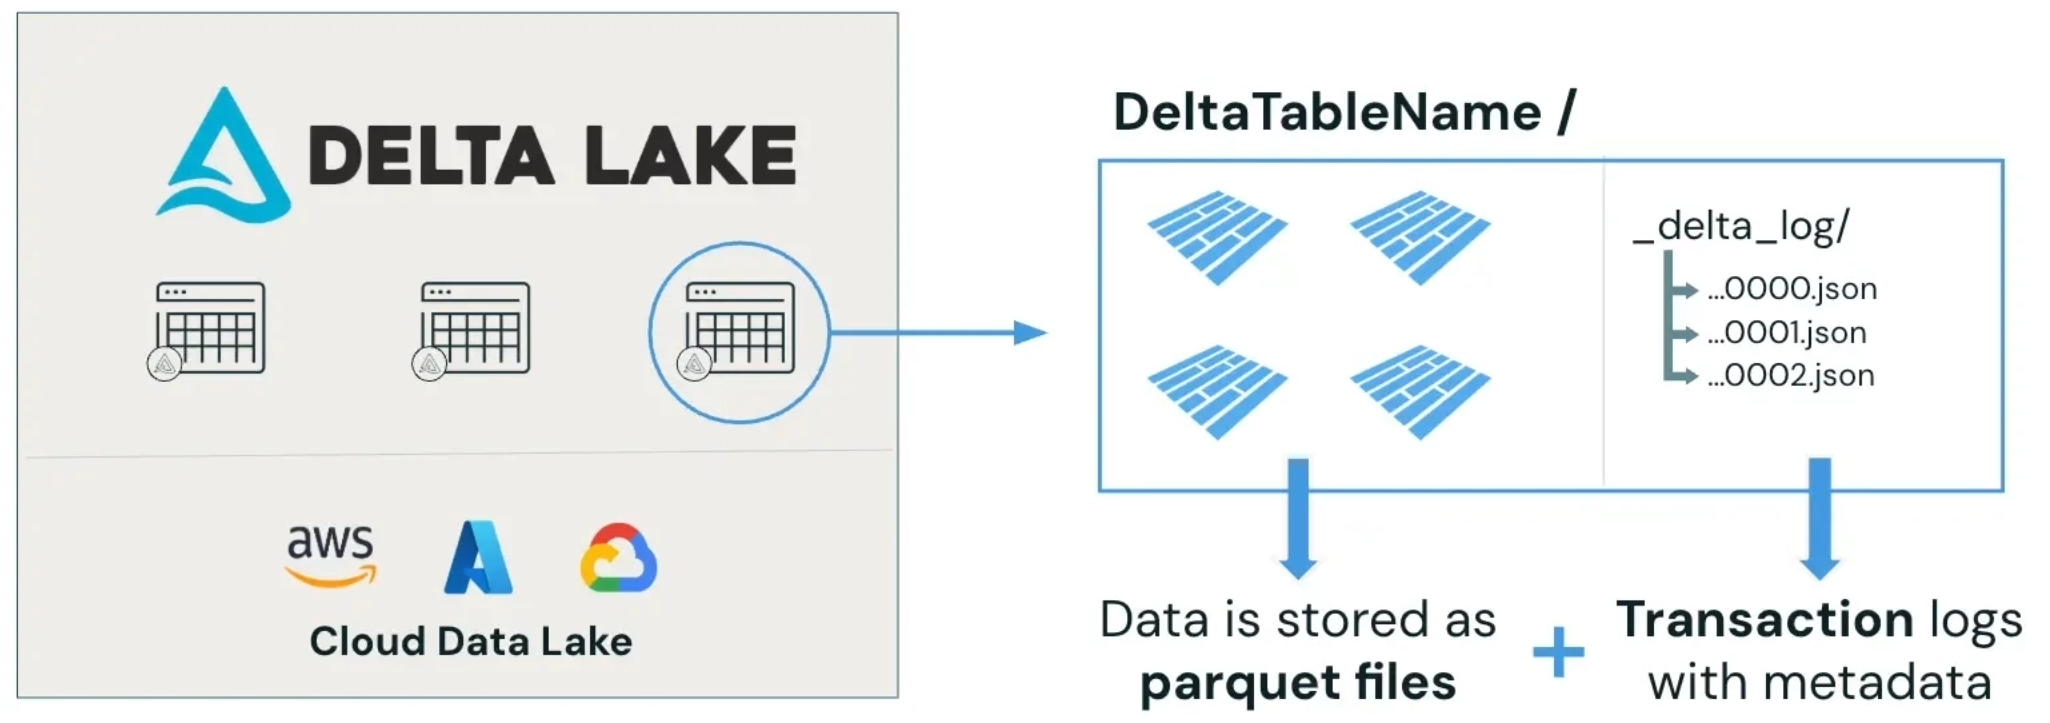 DELTA LAKE
aws
Cloud Data Lake
DeltaTableName /
_delta_log/
...0000.json
...0001.json
...0002.json
Data is stored as
parquet files
+
Transaction logs
with metadata